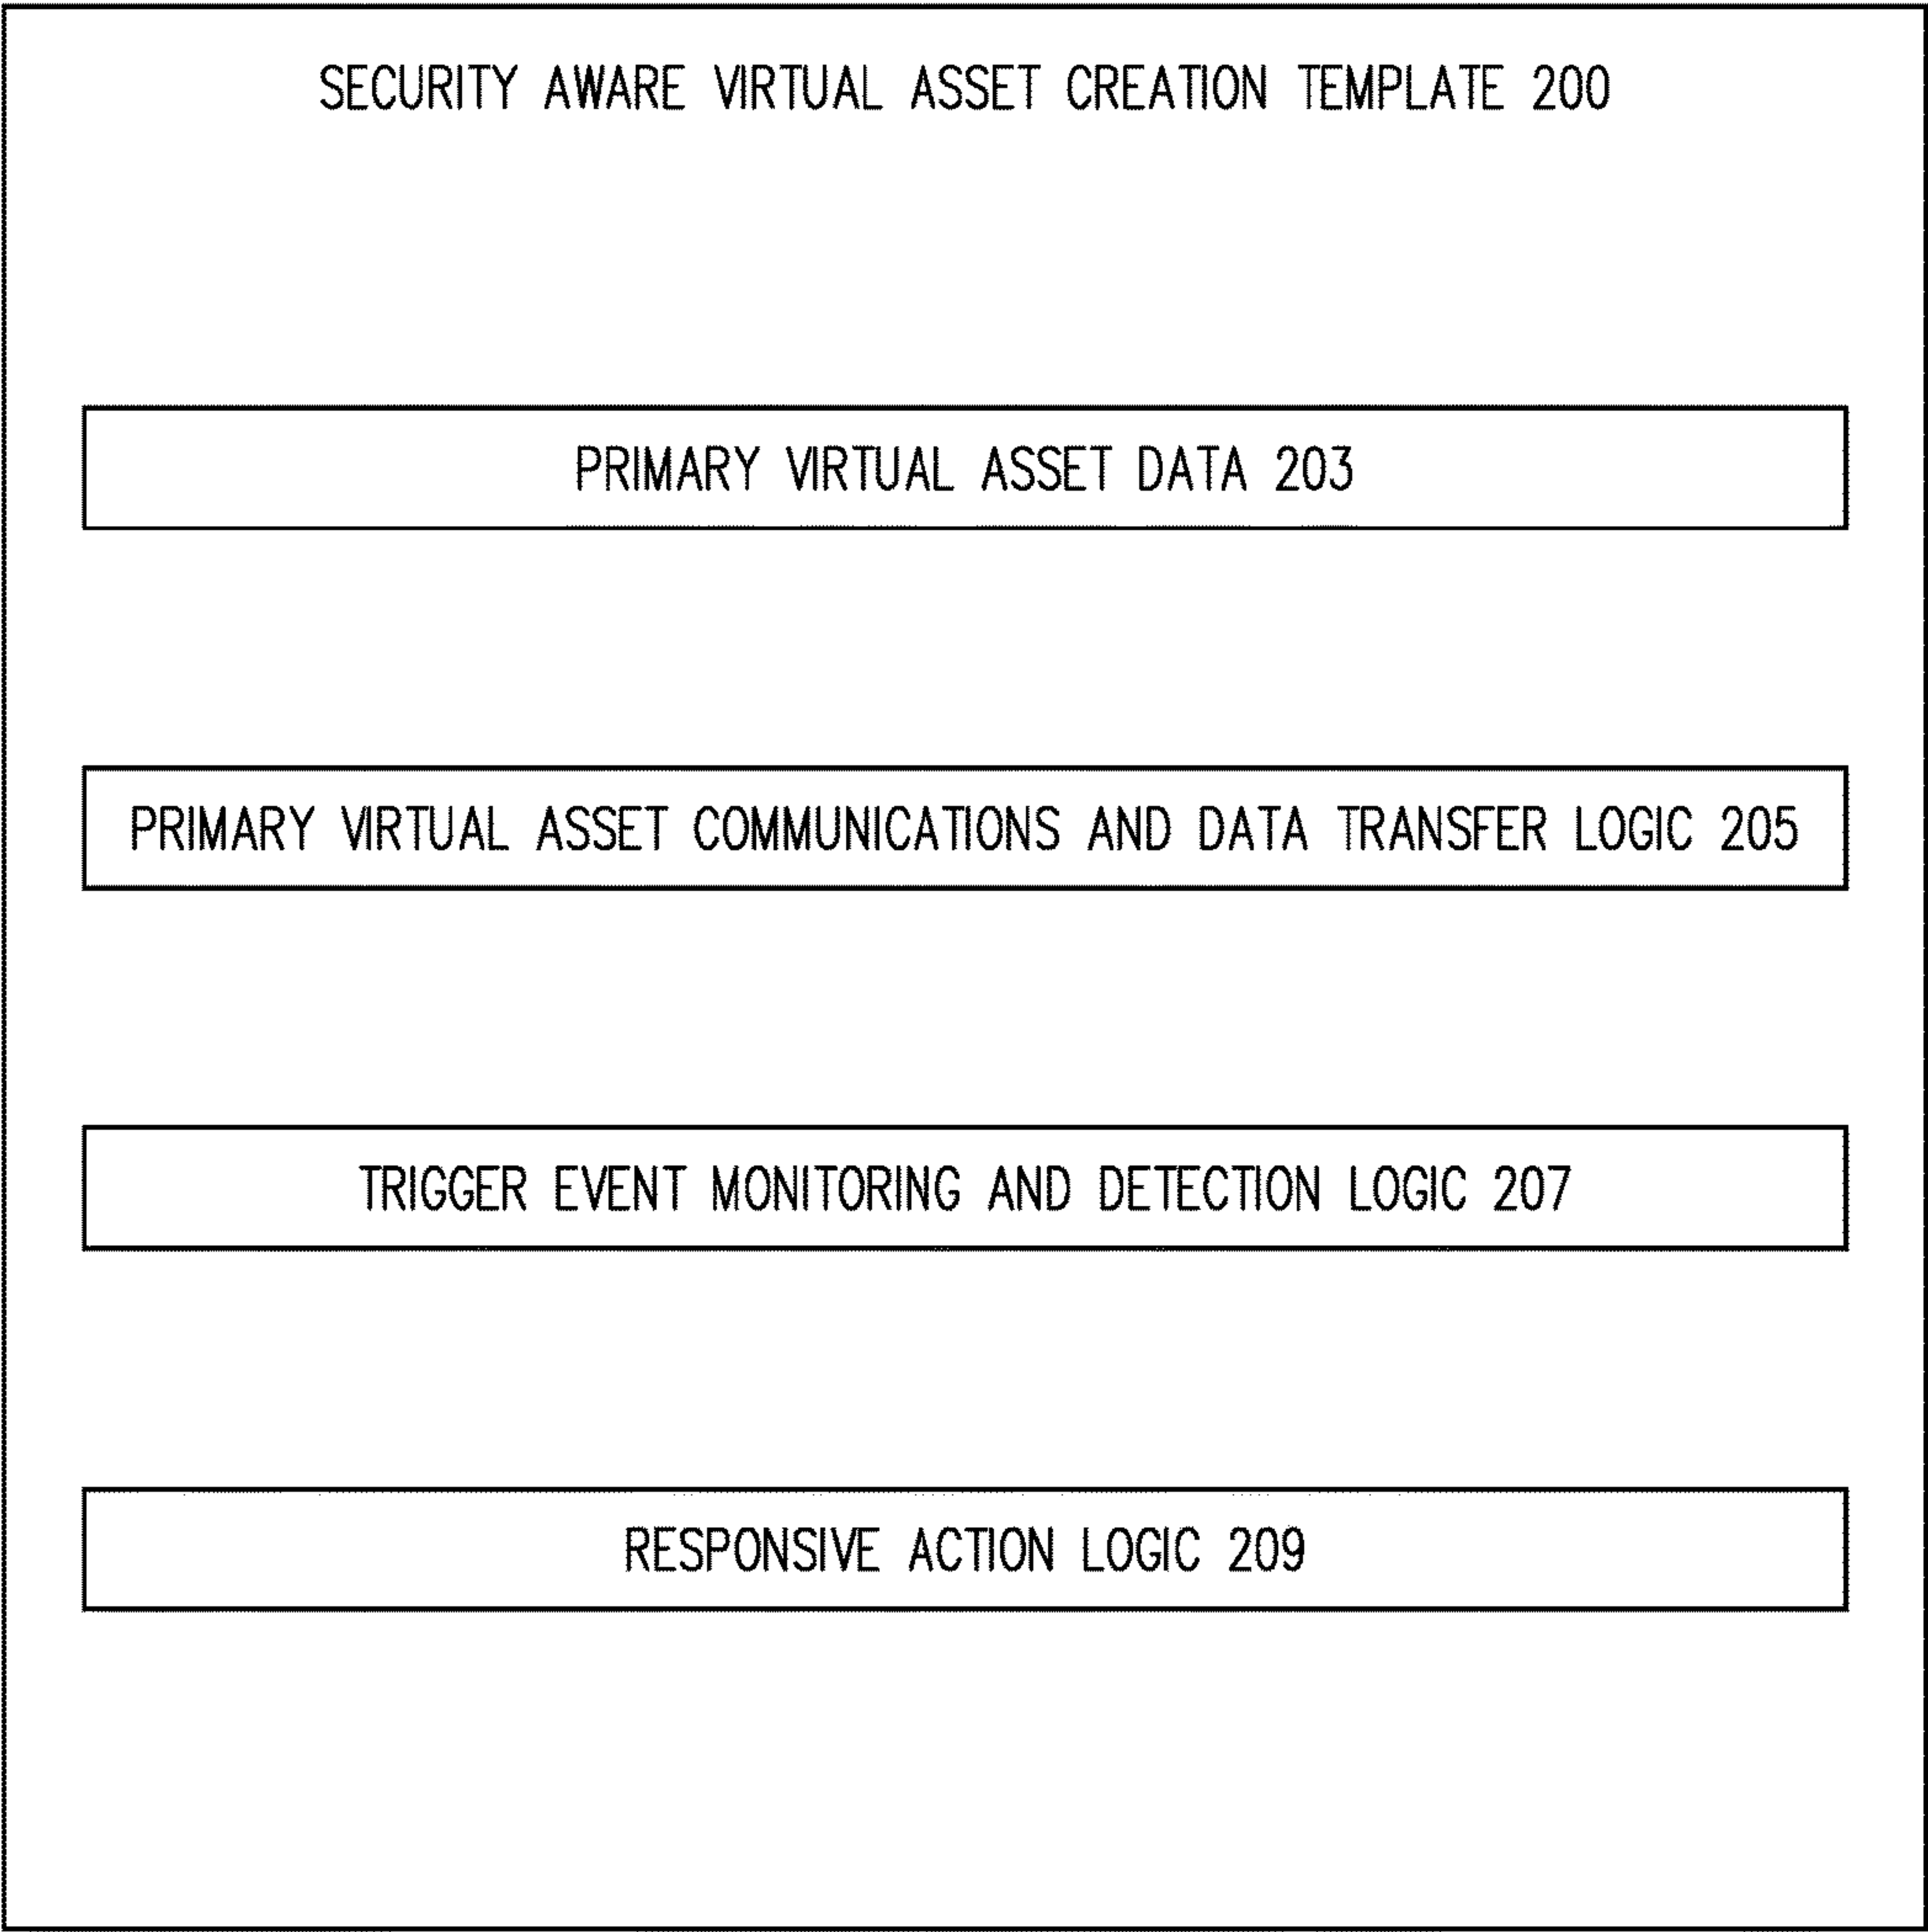 SECURITY AWARE VIRTUAL ASSET CREATION TEMPLATE 200
PRIMARY VIRTUAL ASSET DATA 203
PRIMARY VIRTUAL ASSET COMMUNICATIONS AND DATA TRANSFER LOGIC 205
TRIGGER EVENT MONITORING AND DETECTION LOGIC 207
RESPONSIVE ACTION LOGIC 209